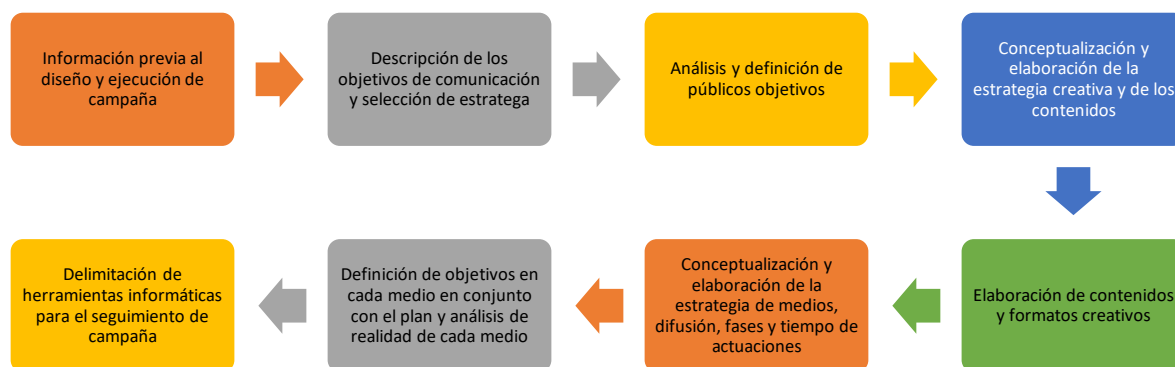 Información previa al
diseño y ejecución de
campaña
Descripción de los
objetivos de comunicación
y selección de estratega
Análisis y definición de
públicos objetivos
Conceptualización y
elaboración de la
estrategia creativa y de los
contenidos
Elaboración de contenidos
y formatos creativos
Conceptualización y
elaboración de la
estrategia de medios,
difusión, fases y tiempo de
actuaciones
Definición de objetivos en
cada medio en conjunto
con el plan y análisis de
realidad de cada medio
Delimitación de
herramientas informáticas
para el seguimiento de
campaña